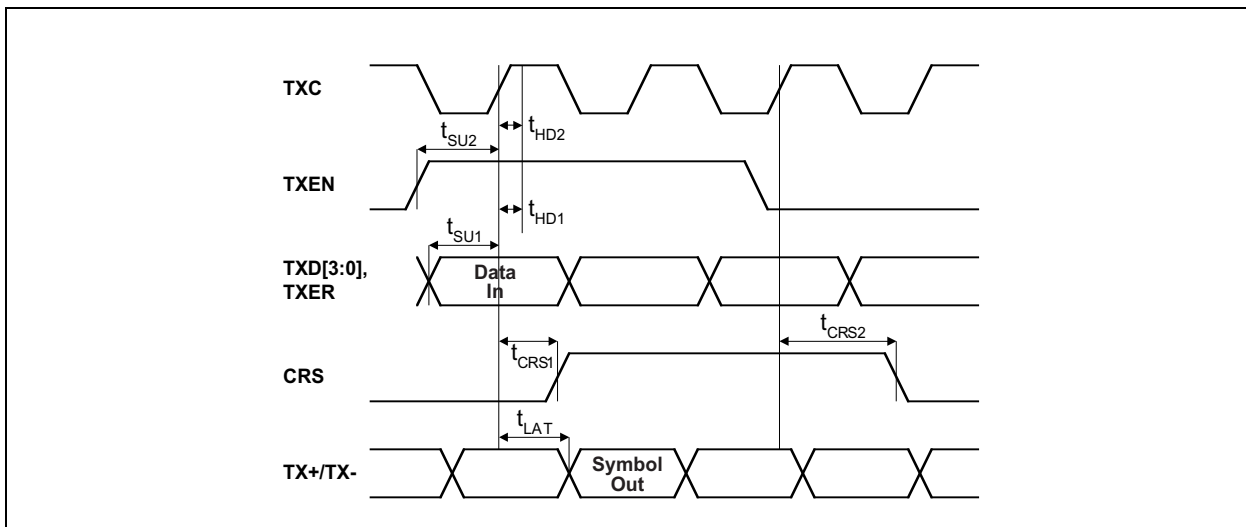 TXC
tSU2
tHD2
TXEN
tHD1
tSU1
TXD[3:0],
TXER
Data
In
tCRS2
tCRS1
CRS
tLAT
TX+/TX-
Symbol
Out